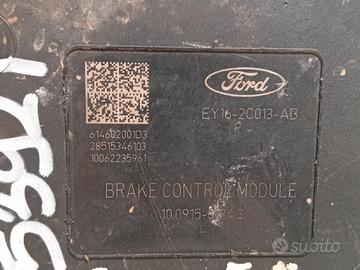 Ford
EY16-2C013-AB
614602001D3
28515346103
10062235961
BRAKE CONTROL MODULE
subito